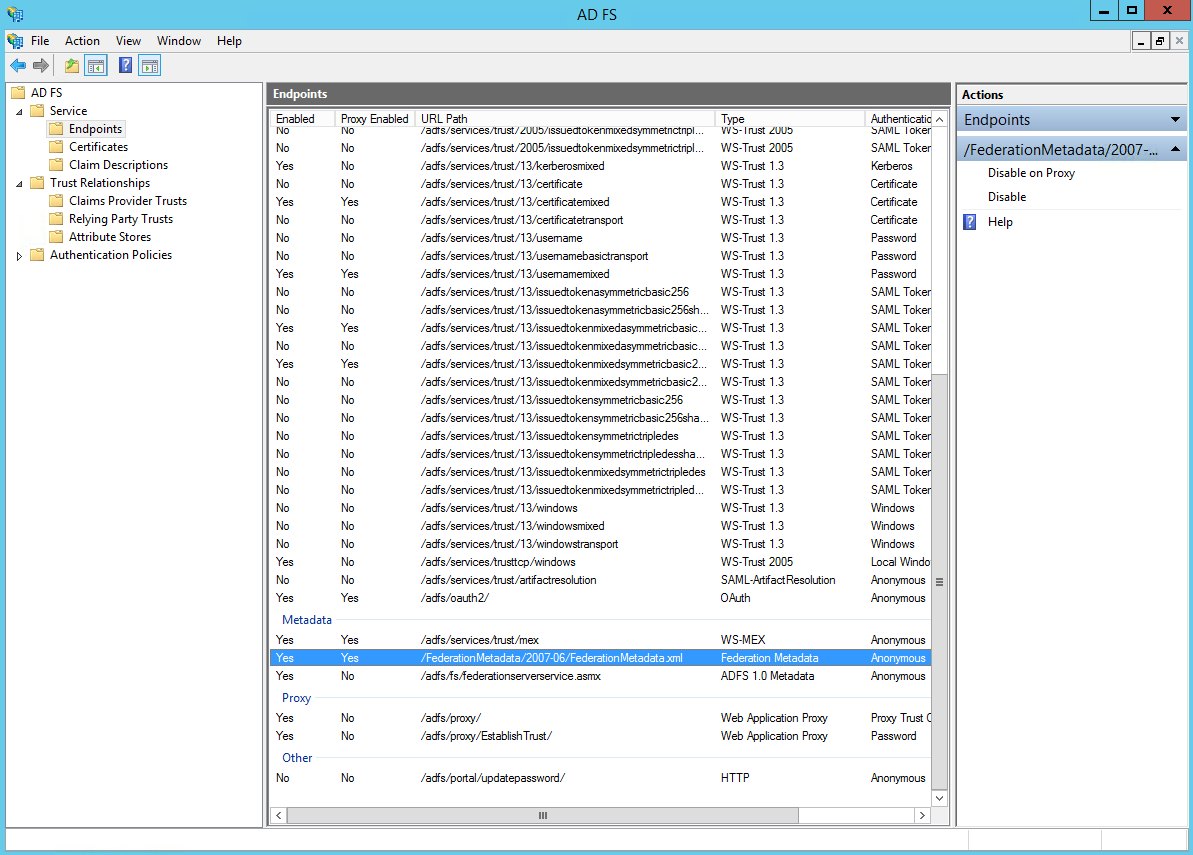 AD FS
File Action View Window Help
AD FS
Service
Endpoints
Certificates
Claim Descriptions
Trust Relationships
Claims Provider Trusts
Relying Party Trusts
Attribute Stores
Authentication Policies
Endpoints
Enabled Proxy Enabled URL Path Type Authenticatio
No No /adfs/services/trust/2005/issuedtokenmixedsymmetrictripl... WS-Trust 2005 SAML Token
No No /adfs/services/trust/2005/issuedtokenmixedsymmetrictripl... WS-Trust 2005 SAML Token
Yes No /adfs/services/trust/13/kerberosmixed WS-Trust 1.3 Kerberos
No No /adfs/services/trust/13/certificate WS-Trust 1.3 Certificate
Yes Yes /adfs/services/trust/13/certificatemixed WS-Trust 1.3 Certificate
No No /adfs/services/trust/13/certificatetransport WS-Trust 1.3 Certificate
No No /adfs/services/trust/13/username WS-Trust 1.3 Password
No No /adfs/services/trust/13/usernamebasictransport WS-Trust 1.3 Password
Yes Yes /adfs/services/trust/13/usernamemixed WS-Trust 1.3 Password
No No /adfs/services/trust/13/issuedtokenasymmetricbasic256 WS-Trust 1.3 SAML Token
No No /adfs/services/trust/13/issuedtokenasymmetricbasic256sh... WS-Trust 1.3 SAML Token
Yes Yes /adfs/services/trust/13/issuedtokenmixedasymmetricbasic... WS-Trust 1.3 SAML Token
No No /adfs/services/trust/13/issuedtokenmixedasymmetricbasic... WS-Trust 1.3 SAML Token
Yes Yes /adfs/services/trust/13/issuedtokenmixedsymmetricbasic2... WS-Trust 1.3 SAML Token
No No /adfs/services/trust/13/issuedtokenmixedsymmetricbasic2... WS-Trust 1.3 SAML Token
No No /adfs/services/trust/13/issuedtokensymmetricbasic256 WS-Trust 1.3 SAML Token
No No /adfs/services/trust/13/issuedtokensymmetricbasic256sha... WS-Trust 1.3 SAML Token
No No /adfs/services/trust/13/issuedtokensymmetrictripledes WS-Trust 1.3 SAML Token
No No /adfs/services/trust/13/issuedtokensymmetrictripledessha... WS-Trust 1.3 SAML Token
No No /adfs/services/trust/13/issuedtokenmixedsymmetrictripledes WS-Trust 1.3 SAML Token
No No /adfs/services/trust/13/issuedtokenmixedsymmetrictripled... WS-Trust 1.3 SAML Token
No No /adfs/services/trust/13/windows WS-Trust 1.3 Windows
No No /adfs/services/trust/13/windowsmixed WS-Trust 1.3 Windows
No No /adfs/services/trust/13/windowstransport WS-Trust 1.3 Windows
Yes No /adfs/services/trusttcp/windows WS-Trust 2005 Local Windo
No No /adfs/services/trust/artifactresolution SAML-ArtifactResolution Anonymous
Yes Yes /adfs/oauth2/ OAuth Anonymous
Metadata
Yes Yes /adfs/services/trust/mex WS-MEX Anonymous
Yes Yes /FederationMetadata/2007-06/FederationMetadata.xml Federation Metadata Anonymous
Yes No /adfs/fs/federationserverservice.asmx ADFS 1.0 Metadata Anonymous
Proxy
Yes No /adfs/proxy/ Web Application Proxy Proxy Trust C
Yes No /adfs/proxy/EstablishTrust/ Web Application Proxy Password
Other
No No /adfs/portal/updatepassword/ HTTP Anonymous
Actions
Endpoints
/FederationMetadata/2007-...
Disable on Proxy
Disable
Help